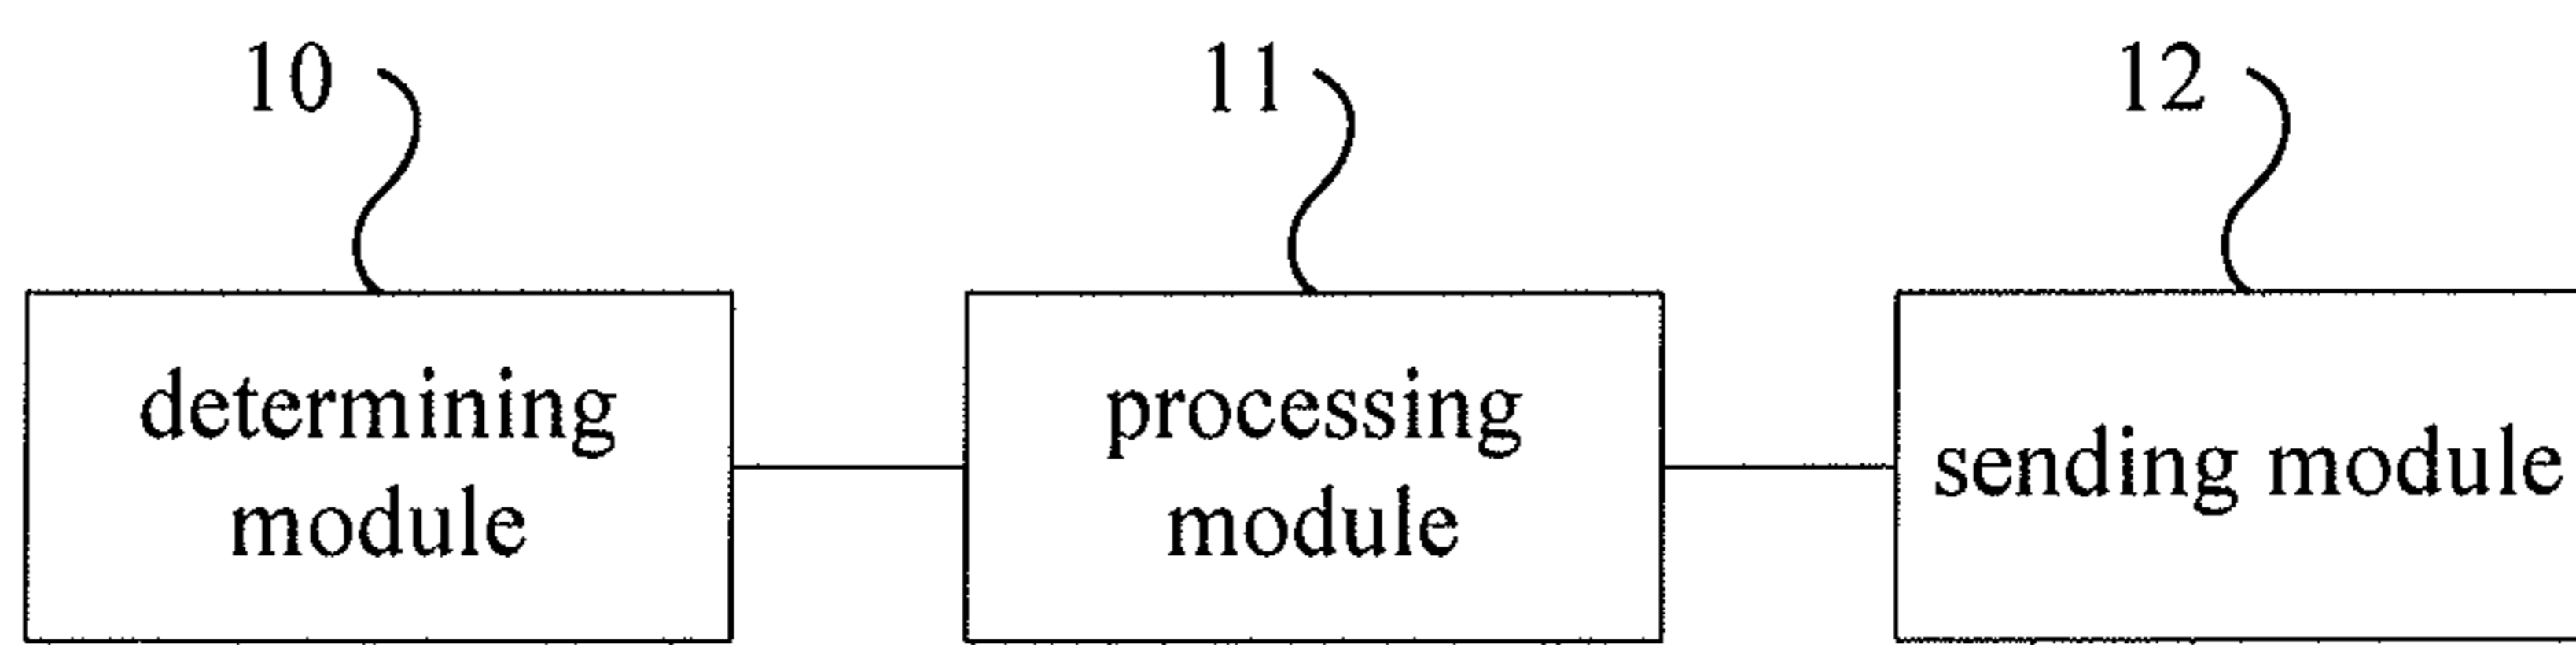 10
11
12
determining
module
processing
module
sending module